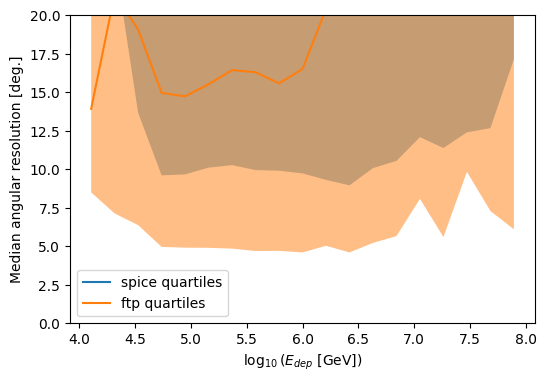 20.0
17.5
15.0
12.5
10.0
7.5
5.0
2.5
0.0
Median angular resolution [deg.]
spice quartiles
ftp quartiles
4.0 4.5 5.0 5.5 6.0 6.5 7.0 7.5 8.0
log₁₀(E_dep [GeV])